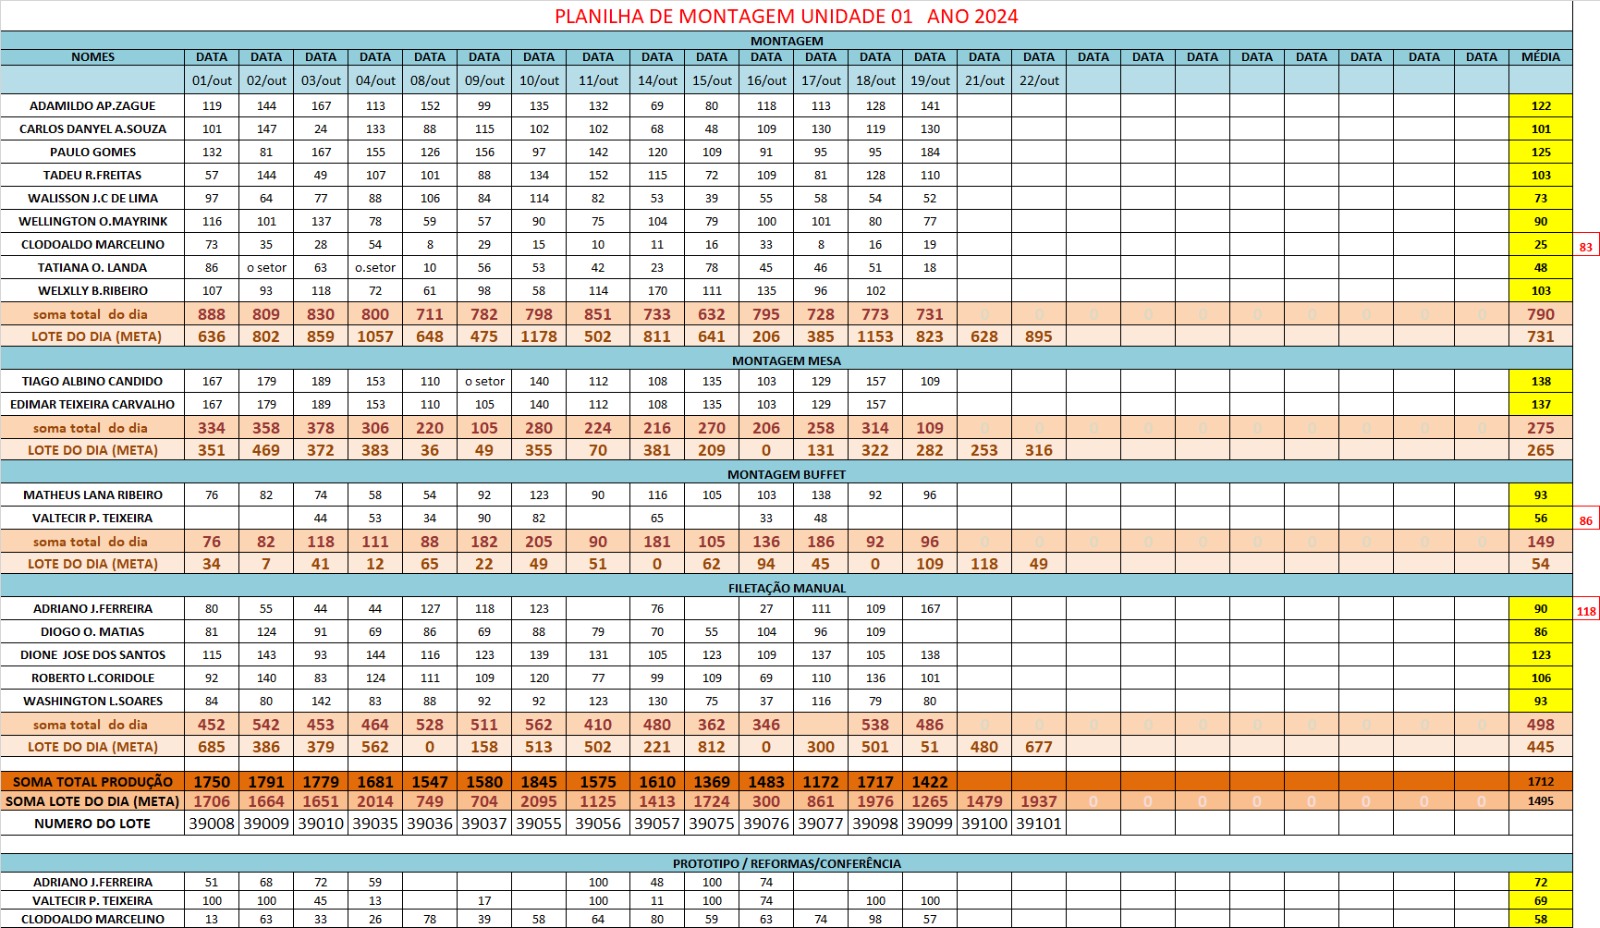 PLANILHA DE MONTAGEM UNIDADE 01 ANO 2024
MONTAGEM
NOMES DATA DATA DATA DATA DATA DATA DATA DATA DATA DATA DATA DATA DATA DATA DATA DATA DATA DATA DATA DATA DATA DATA DATA DATA MÉDIA
01/out 02/out 03/out 04/out 08/out 09/out 10/out 11/out 14/out 15/out 16/out 17/out 18/out 19/out 21/out 22/out
ADAMILDO AP.ZAGUE 119 144 167 113 152 99 135 132 69 80 118 113 128 141 122
CARLOS DANYEL A.SOUZA 101 147 24 133 88 115 102 102 68 48 109 130 119 130 101
PAULO GOMES 132 81 167 155 126 156 97 142 120 109 91 95 95 184 125
TADEU R.FREITAS 57 144 49 107 101 88 134 152 115 72 109 81 128 110 103
WALISSON J.C DE LIMA 97 64 77 88 106 84 114 82 53 39 55 58 54 52 73
WELLINGTON O.MAYRINK 116 101 137 78 59 57 90 75 104 79 100 101 80 77 90
CLODOALDO MARCELINO 73 35 28 54 8 29 15 10 11 16 33 8 16 19 25 83
TATIANA O. LANDA 86 o setor 63 o.setor 10 56 53 42 23 78 45 46 51 18 48
WELXLLY B.RIBEIRO 107 93 118 72 61 98 58 114 170 111 135 96 102 103
soma total do dia 888 809 830 800 711 782 798 851 733 632 795 728 773 731 0 0 0 0 0 0 0 0 0 0 790
LOTE DO DIA (META) 636 802 859 1057 648 475 1178 502 811 641 206 385 1153 823 628 895 731
MONTAGEM MESA
TIAGO ALBINO CANDIDO 167 179 189 153 110 o setor 140 112 108 135 103 129 157 109 138
EDIMAR TEIXEIRA CARVALHO 167 179 189 153 110 105 140 112 108 135 103 129 157 137
soma total do dia 334 358 378 306 220 105 280 224 216 270 206 258 314 109 0 0 0 0 0 0 0 0 0 0 275
LOTE DO DIA (META) 351 469 372 383 36 49 355 70 381 209 0 131 322 282 253 316 265
MONTAGEM BUFFET
MATHEUS LANA RIBEIRO 76 82 74 58 54 92 123 90 116 105 103 138 92 96 93
VALTECIR P. TEIXEIRA 44 53 34 90 82 65 33 48 56 86
soma total do dia 76 82 118 111 88 182 205 90 181 105 136 186 92 96 0 0 0 0 0 0 0 0 0 0 149
LOTE DO DIA (META) 34 7 41 12 65 22 49 51 0 62 94 45 0 109 118 49 54
FILETAÇÃO MANUAL
ADRIANO J.FERREIRA 80 55 44 44 127 118 123 76 27 111 109 167 90 118
DIOGO O. MATIAS 81 124 91 69 86 69 88 79 70 55 104 96 109 86
DIONE JOSE DOS SANTOS 115 143 93 144 116 123 139 131 105 123 109 137 105 138 123
ROBERTO L.CORIDOLE 92 140 83 124 111 109 120 77 99 109 69 110 136 101 106
WASHINGTON L.SOARES 84 80 142 83 88 92 92 123 130 75 37 116 79 80 93
soma total do dia 452 542 453 464 528 511 562 410 480 362 346 538 486 0 0 0 0 0 0 0 0 0 0 498
LOTE DO DIA (META) 685 386 379 562 0 158 513 502 221 812 0 300 501 51 480 677 445
SOMA TOTAL PRODUÇÃO 1750 1791 1779 1681 1547 1580 1845 1575 1610 1369 1483 1172 1717 1422 1712
SOMA LOTE DO DIA (META) 1706 1664 1651 2014 749 704 2095 1125 1413 1724 300 861 1976 1265 1479 1937 0 0 0 0 0 0 0 0 1495
NUMERO DO LOTE 39008 39009 39010 39035 39036 39037 39055 39056 39057 39075 39076 39077 39098 39099 39100 39101
PROTOTIPO / REFORMAS/CONFERÊNCIA
ADRIANO J.FERREIRA 51 68 72 59 100 48 100 74 72
VALTECIR P. TEIXEIRA 100 100 45 13 17 100 11 100 74 100 100 69
CLODOALDO MARCELINO 13 63 33 26 78 39 58 64 80 59 63 74 98 57 58